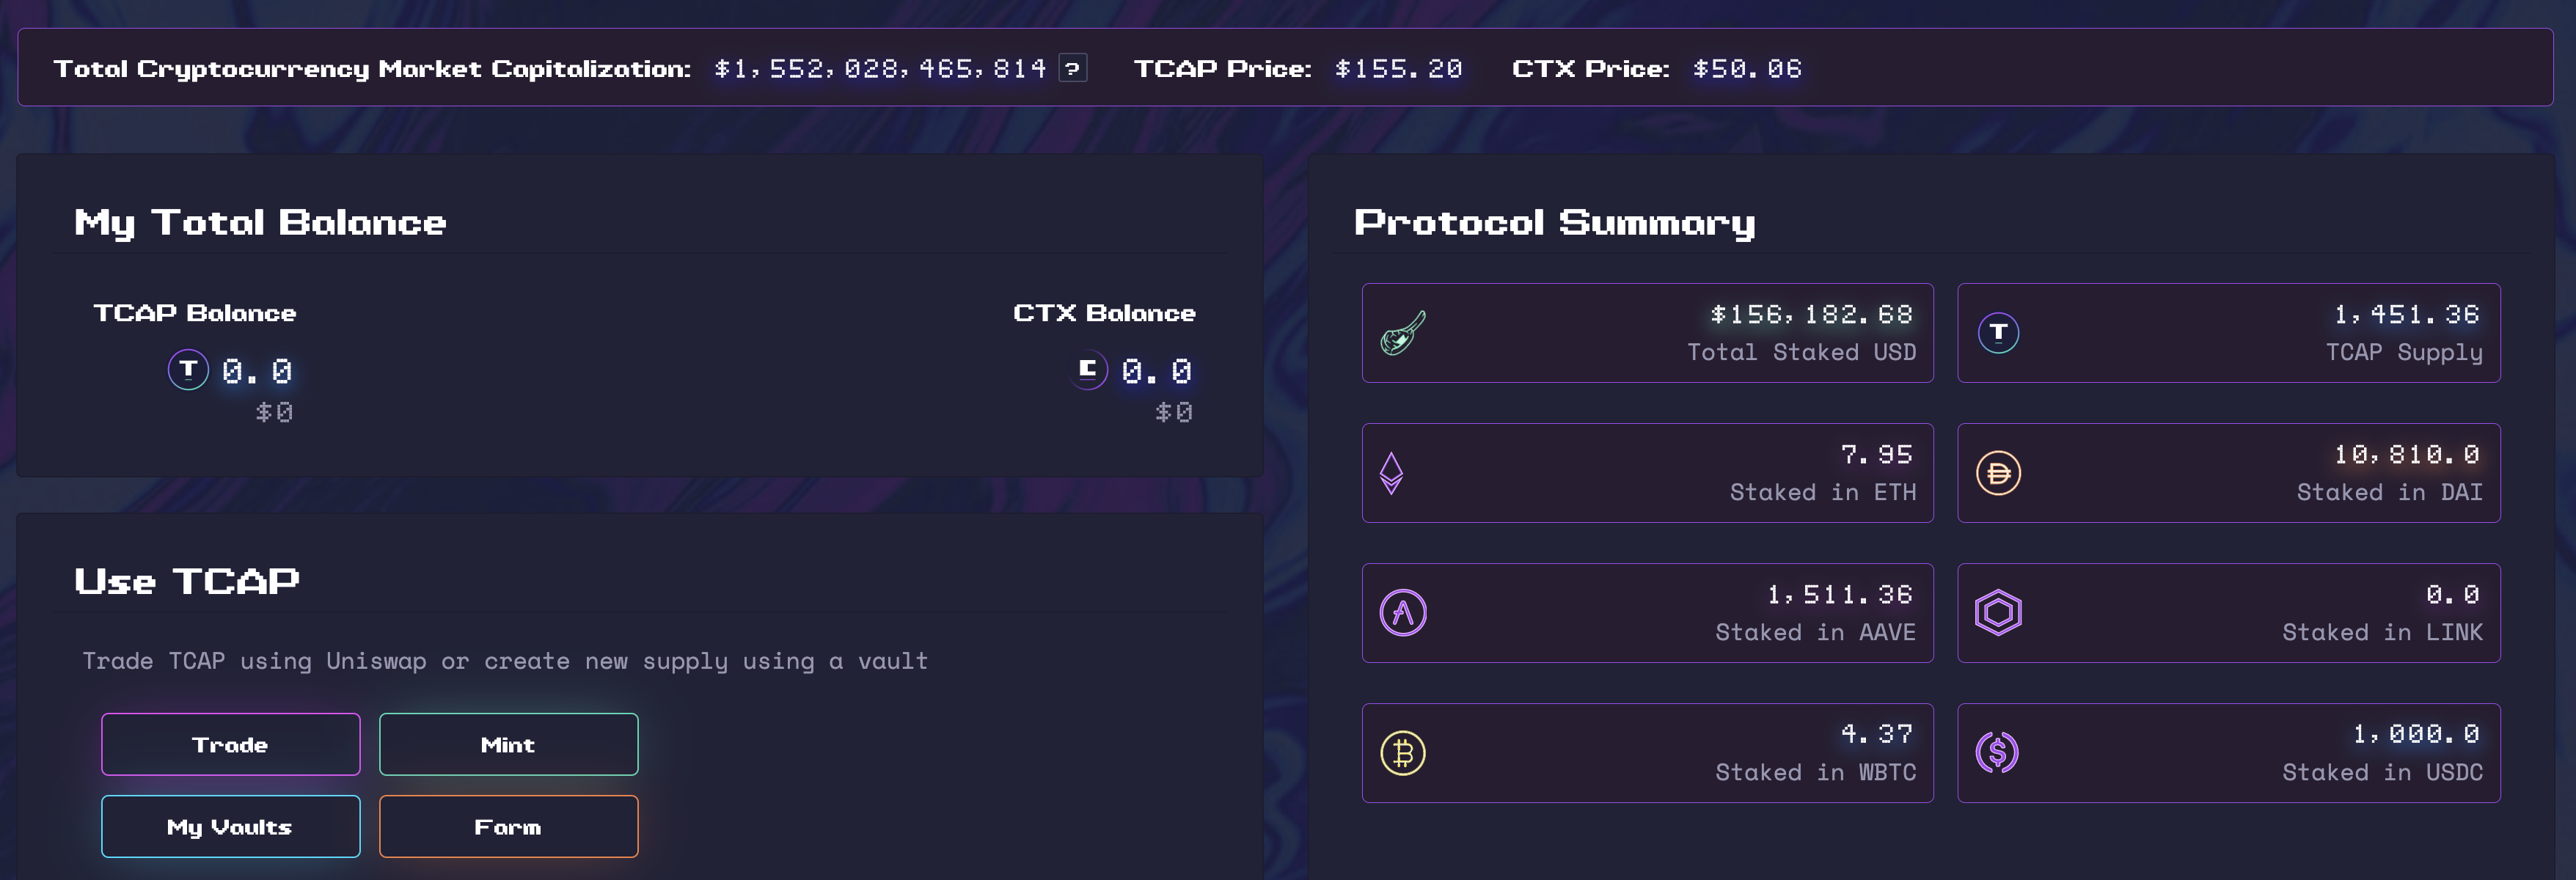 Total Cryptocurrency Market Capitalization: $1,552,028,465,814 ? TCAP Price: $155.20 CTX Price: $50.06
My Total Balance
TCAP Balance
T 0.0
$0
CTX Balance
C 0.0
$0
Use TCAP
Trade TCAP using Uniswap or create new supply using a vault
Trade
Mint
My Vaults
Farm
Protocol Summary
$156,182.68
Total Staked USD
T
1,451.36
TCAP Supply
7.95
Staked in ETH
10,810.0
Staked in DAI
1,511.36
Staked in AAVE
0.0
Staked in LINK
4.37
Staked in WBTC
1,000.0
Staked in USDC